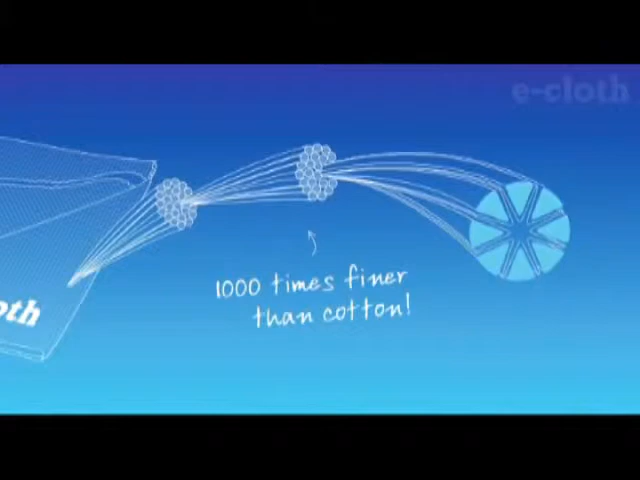 e-cloth
1000 times finer
than cotton!
oth